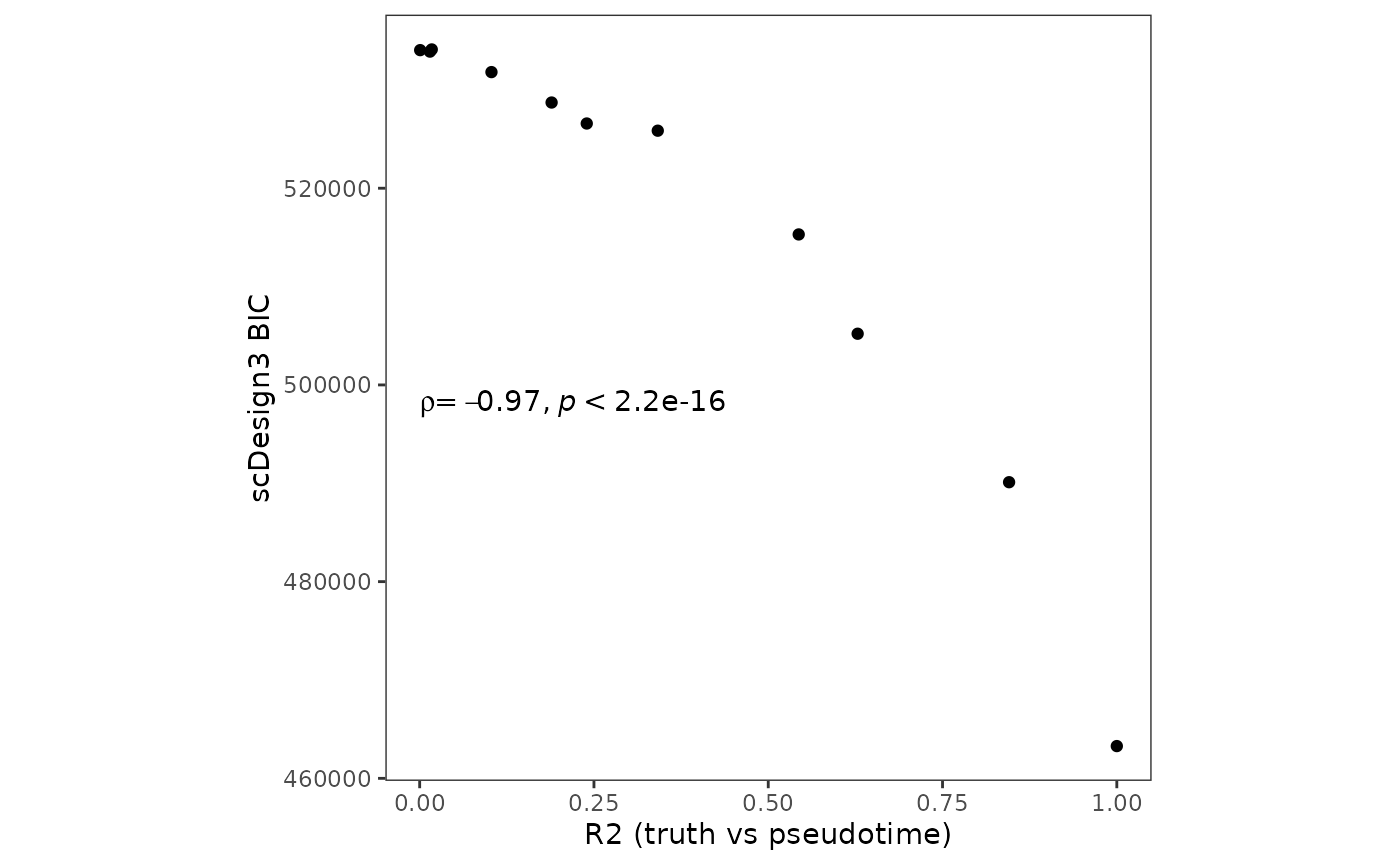 scDesign3 BIC
520000
500000
480000
460000
ρ= –0.97, p < 2.2e-16
0.00 0.25 0.50 0.75 1.00
R2 (truth vs pseudotime)